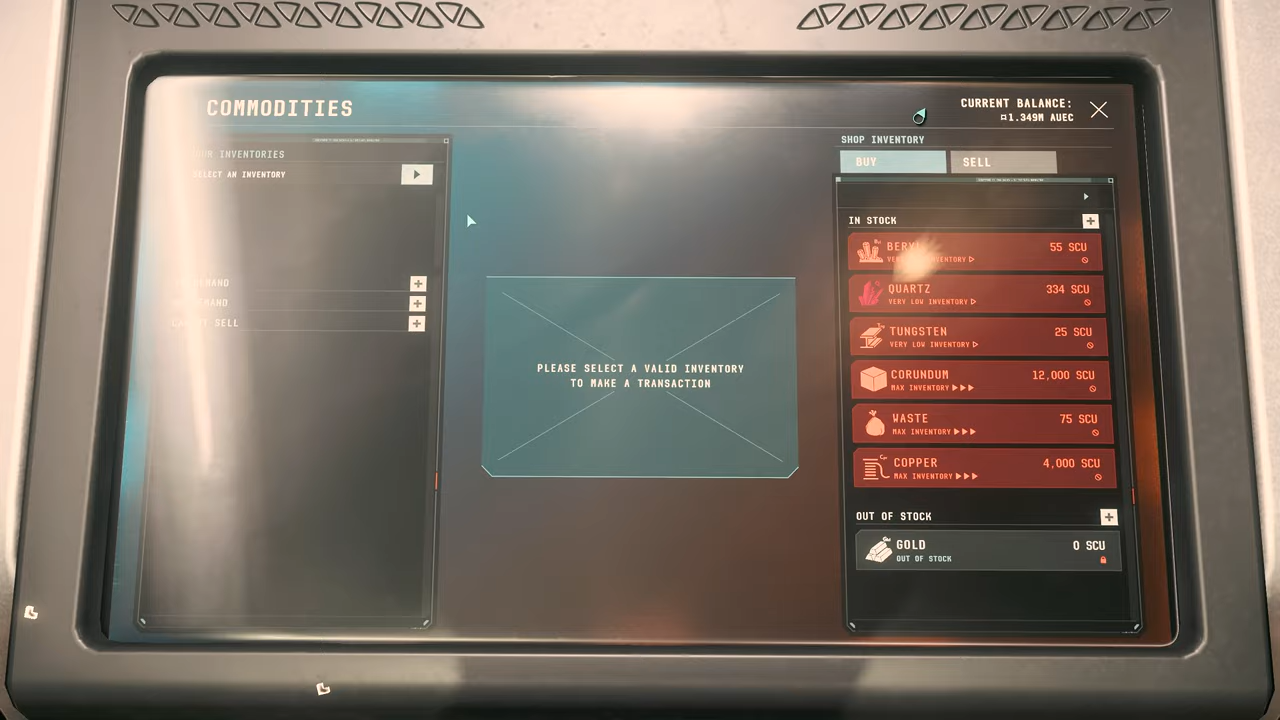 COMMODITIES
CURRENT BALANCE:
¤1.349M AUEC
INVENTORIES
SELECT AN INVENTORY
SHOP INVENTORY
BUY
SELL
IN STOCK
55 SCU
QUARTZ
334 SCU
VERY LOW INVENTORY
TUNGSTEN
25 SCU
VERY LOW INVENTORY
CORUNDUM
12,000 SCU
MAX INVENTORY
WASTE
75 SCU
MAX INVENTORY
COPPER
4,000 SCU
MAX INVENTORY
OUT OF STOCK
GOLD
0 SCU
OUT OF STOCK
SELL
PLEASE SELECT A VALID INVENTORY
TO MAKE A TRANSACTION